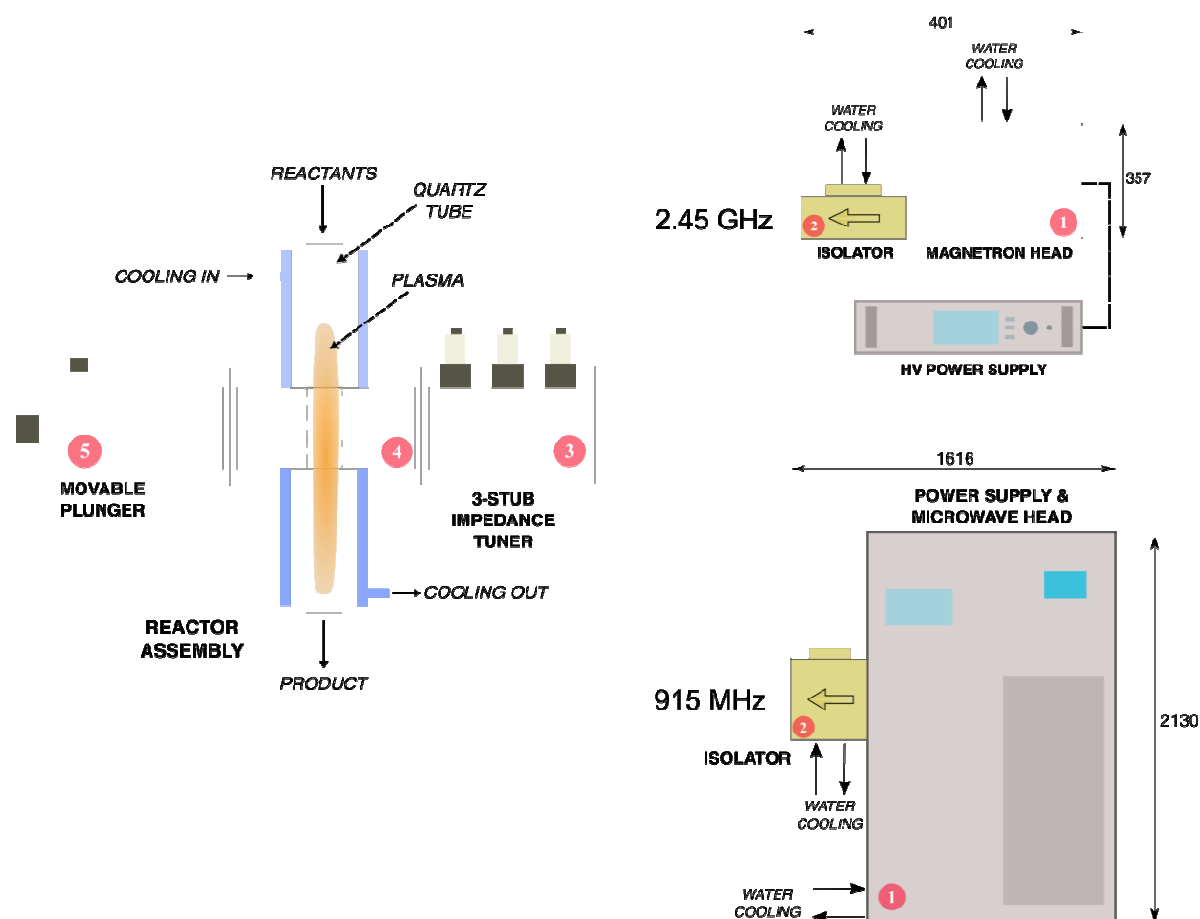 401
WATER
COOLING
WATER
COOLING
357
2.45 GHz
2
1
ISOLATOR
MAGNETRON HEAD
HV POWER SUPPLY
REACTANTS
QUARTZ
TUBE
COOLING IN
PLASMA
5
4
3
MOVABLE
PLUNGER
3-STUB
IMPEDANCE
TUNER
COOLING OUT
REACTOR
ASSEMBLY
PRODUCT
1616
POWER SUPPLY &
MICROWAVE HEAD
915 MHz
2
2130
ISOLATOR
WATER
COOLING
1
WATER
COOLING